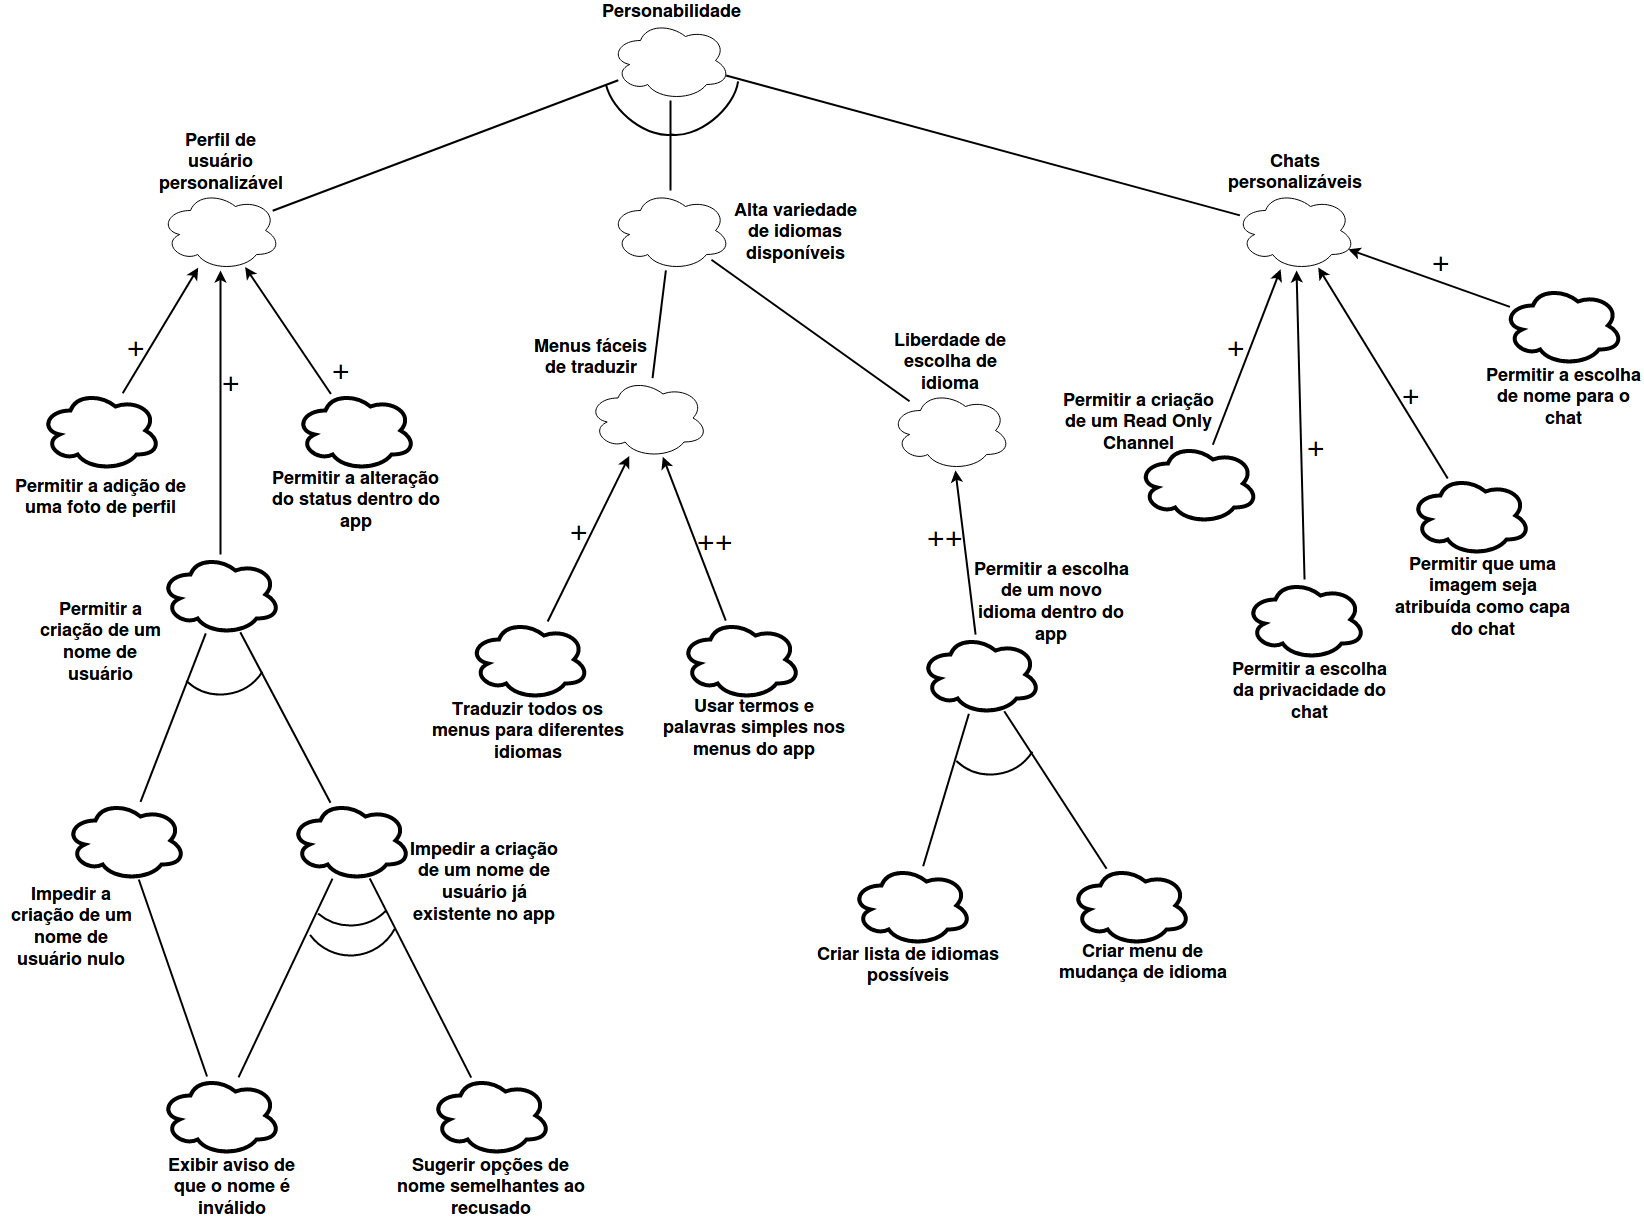 Personabilidade
Perfil de
usuário
personalizável
Chats
personalizáveis
Alta variedade
de idiomas
disponíveis
+
+
+
+
+
+
+
Menus fáceis
de traduzir
Liberdade de
escolha de
idioma
Permitir a escolha
de nome para o
chat
Permitir a criação
de um Read Only
Channel
Permitir a adição de
uma foto de perfil
Permitir a alteração
do status dentro do
app
+
++
++
Permitir a escolha
de um novo
idioma dentro do
app
Permitir que uma
imagem seja
atribuída como capa
do chat
Permitir a
criação de um
nome de
usuário
Permitir a escolha
da privacidade do
chat
Traduzir todos os
menus para diferentes
idiomas
Usar termos e
palavras simples nos
menus do app
Impedir a
criação de um
nome de
usuário nulo
Impedir a criação
de um nome de
usuário já
existente no app
Criar lista de idiomas
possíveis
Criar menu de
mudança de idioma
Exibir aviso de
que o nome é
inválido
Sugerir opções de
nome semelhantes ao
recusado